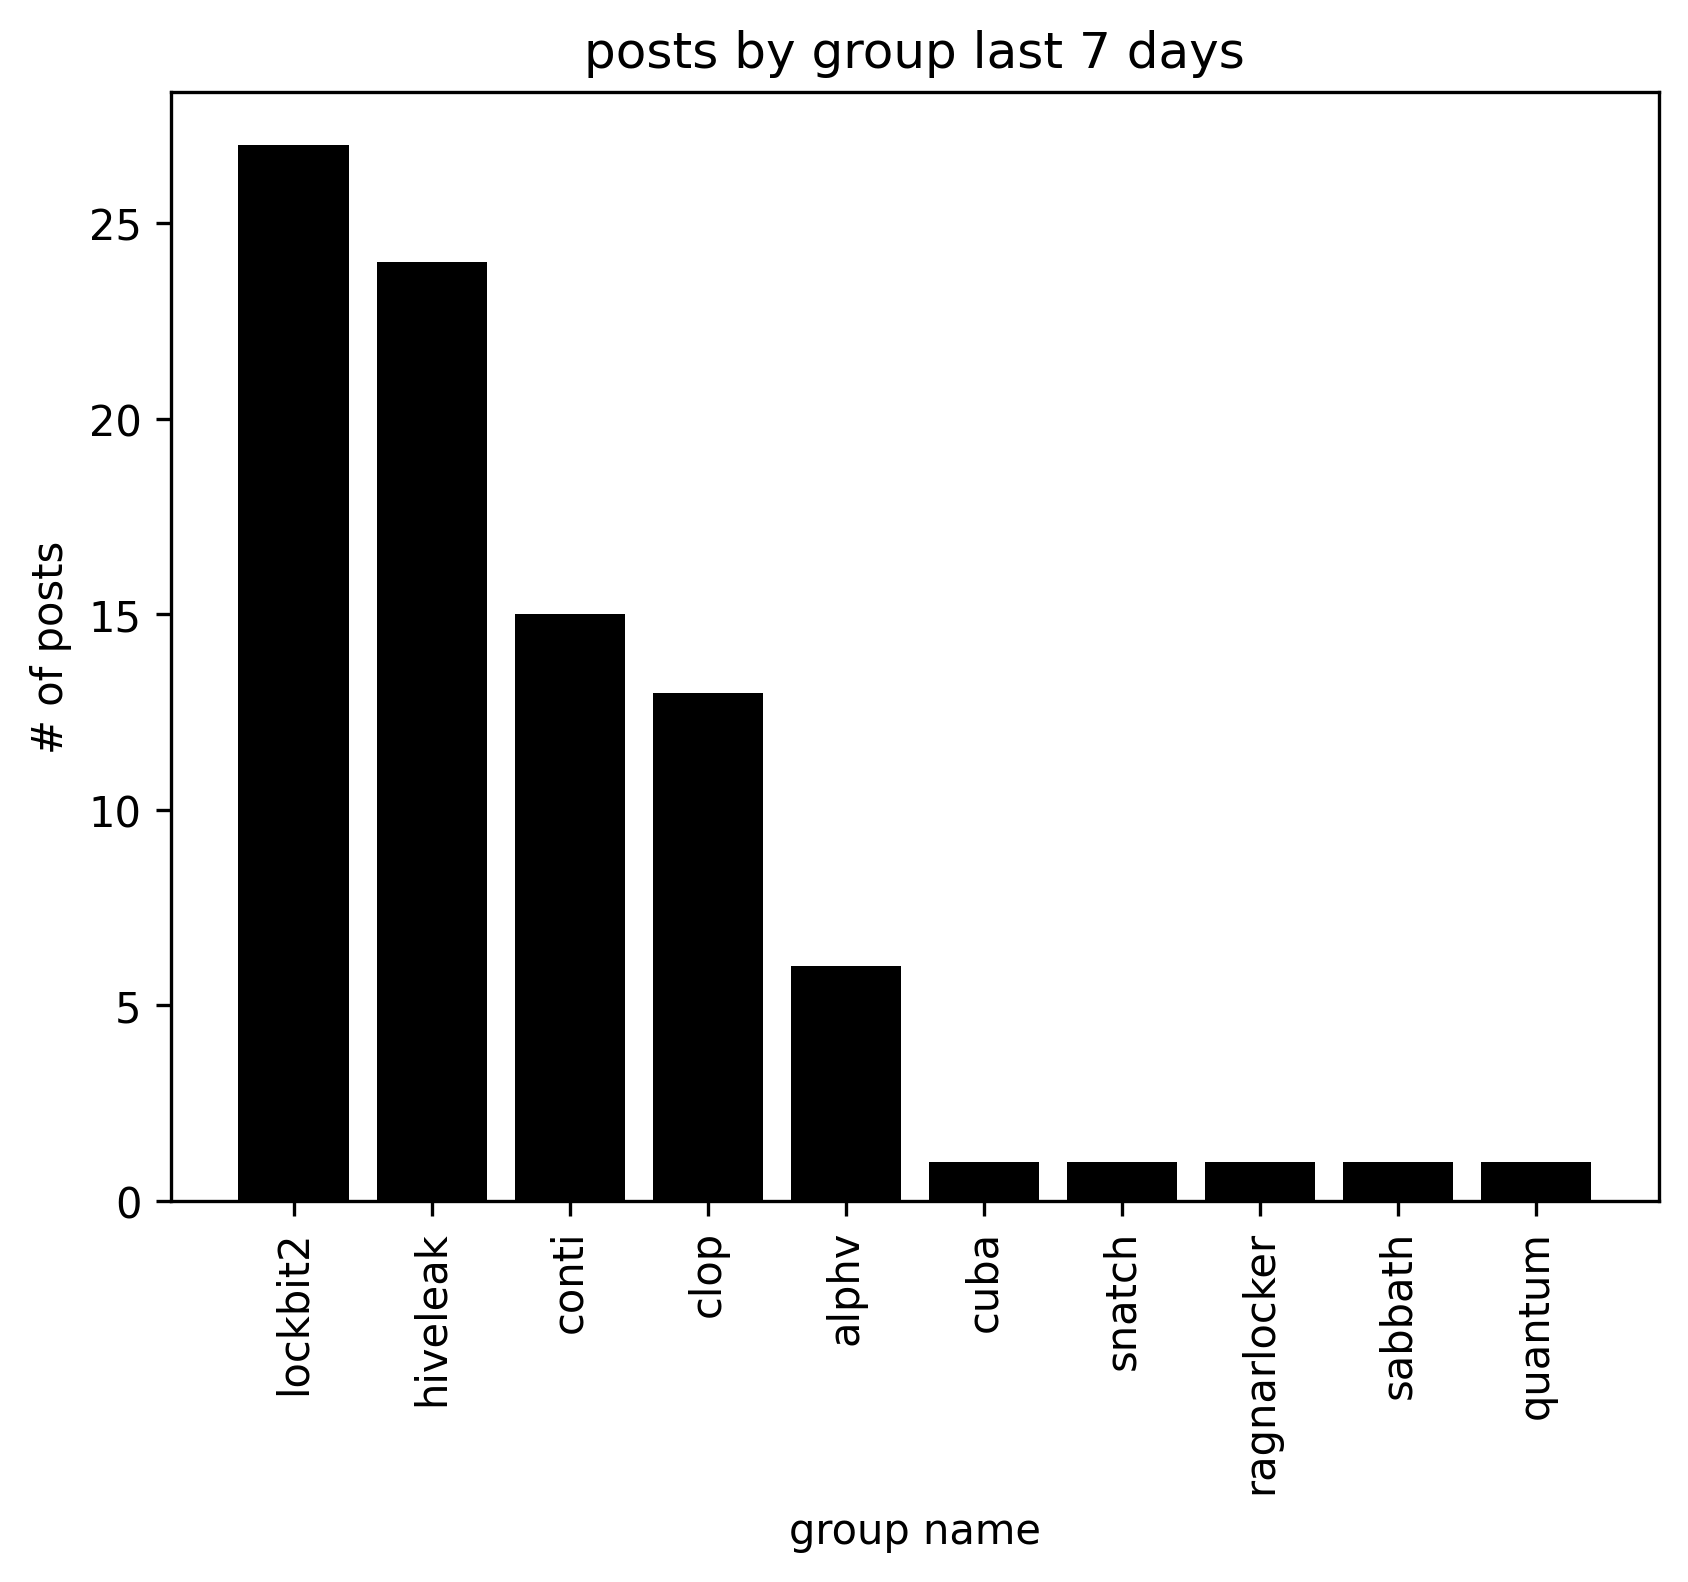 posts by group last 7 days
# of posts
25
20
15
10
5
0
lockbit2
hiveleak
conti
clop
alphv
cuba
snatch
ragnarlocker
sabbath
quantum
group name